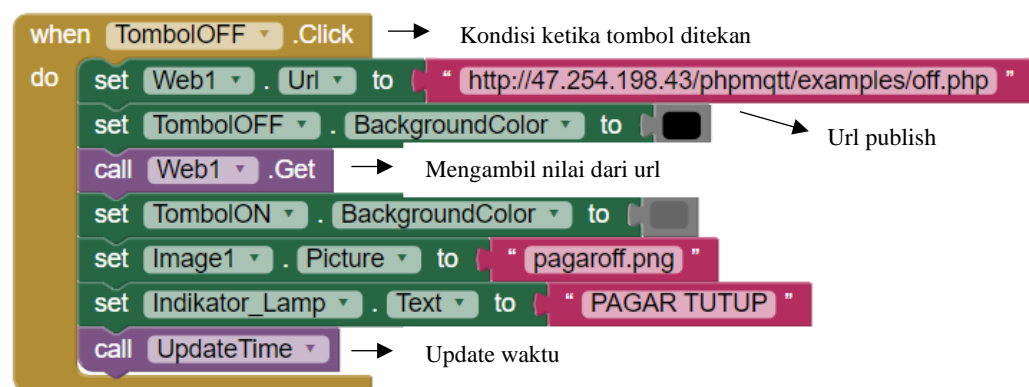 when TombolOFF .Click Kondisi ketika tombol ditekan
do set Web1 . Url to " http://47.254.198.43/phpmqtt/examples/off.php "
set TombolOFF . BackgroundColor to
Url publish
call Web1 .Get Mengambil nilai dari url
set TombolON . BackgroundColor to
set Image1 . Picture to " pagaroff.png "
set Indikator_Lamp . Text to " PAGAR TUTUP "
call UpdateTime Update waktu